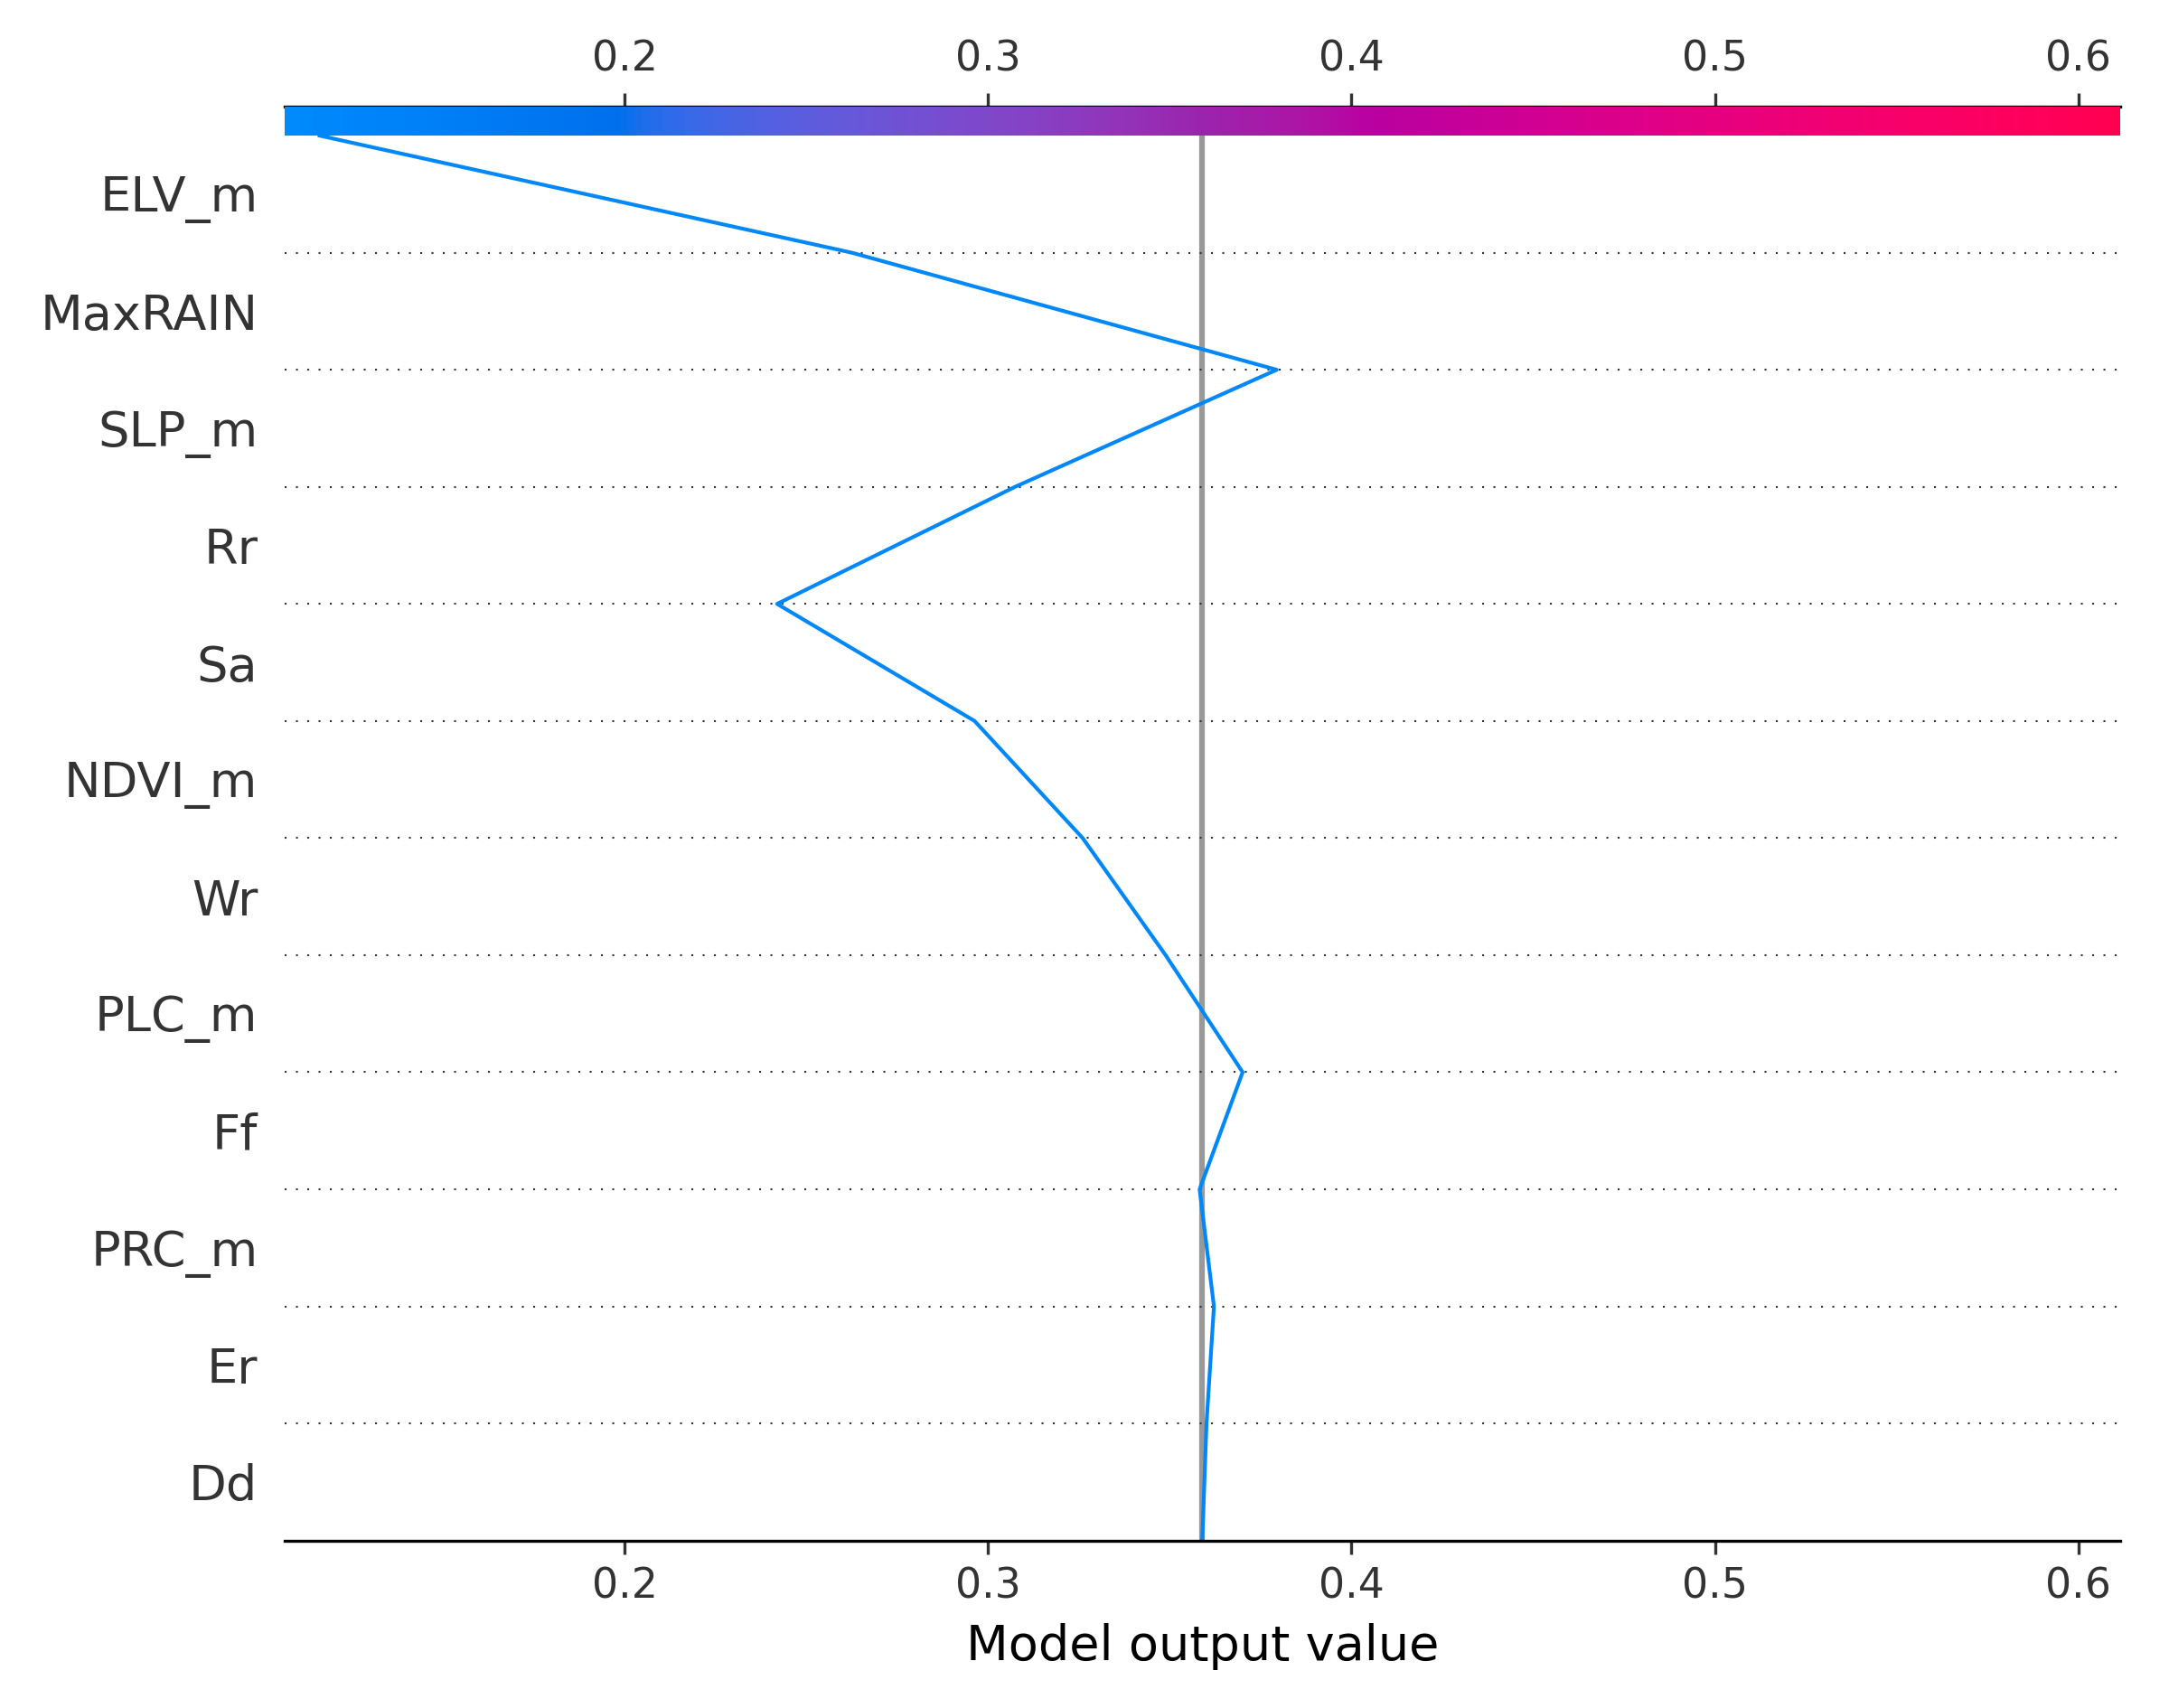 0.2 0.3 0.4 0.5 0.6
ELV_m
MaxRAIN
SLP_m
Rr
Sa
NDVI_m
Wr
PLC_m
Ff
PRC_m
Er
Dd
0.2 0.3 0.4 0.5 0.6
Model output value